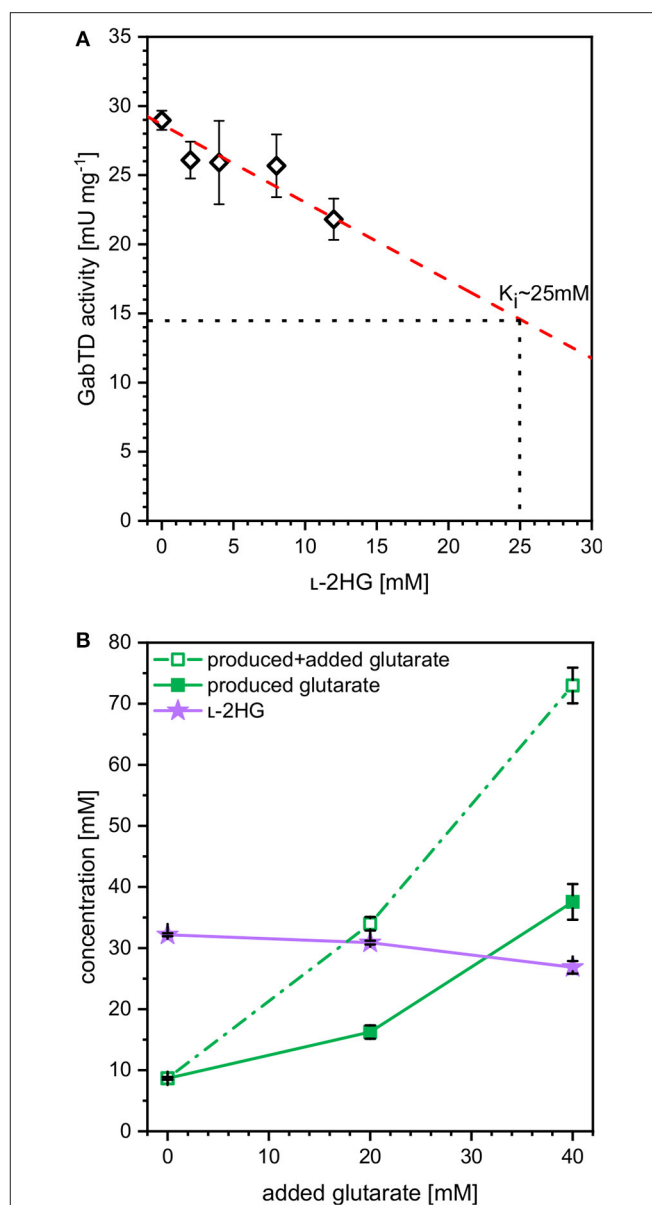 A
35
30
25
20
15
10
5
0
GabTD activity [mU mg⁻¹]
Kᵢ~25mM
0 5 10 15 20 25 30
ʟ-2HG [mM]
B
80
70
60
50
40
30
20
10
0
concentration [mM]
produced+added glutarate
produced glutarate
ʟ-2HG
0 10 20 30 40
added glutarate [mM]